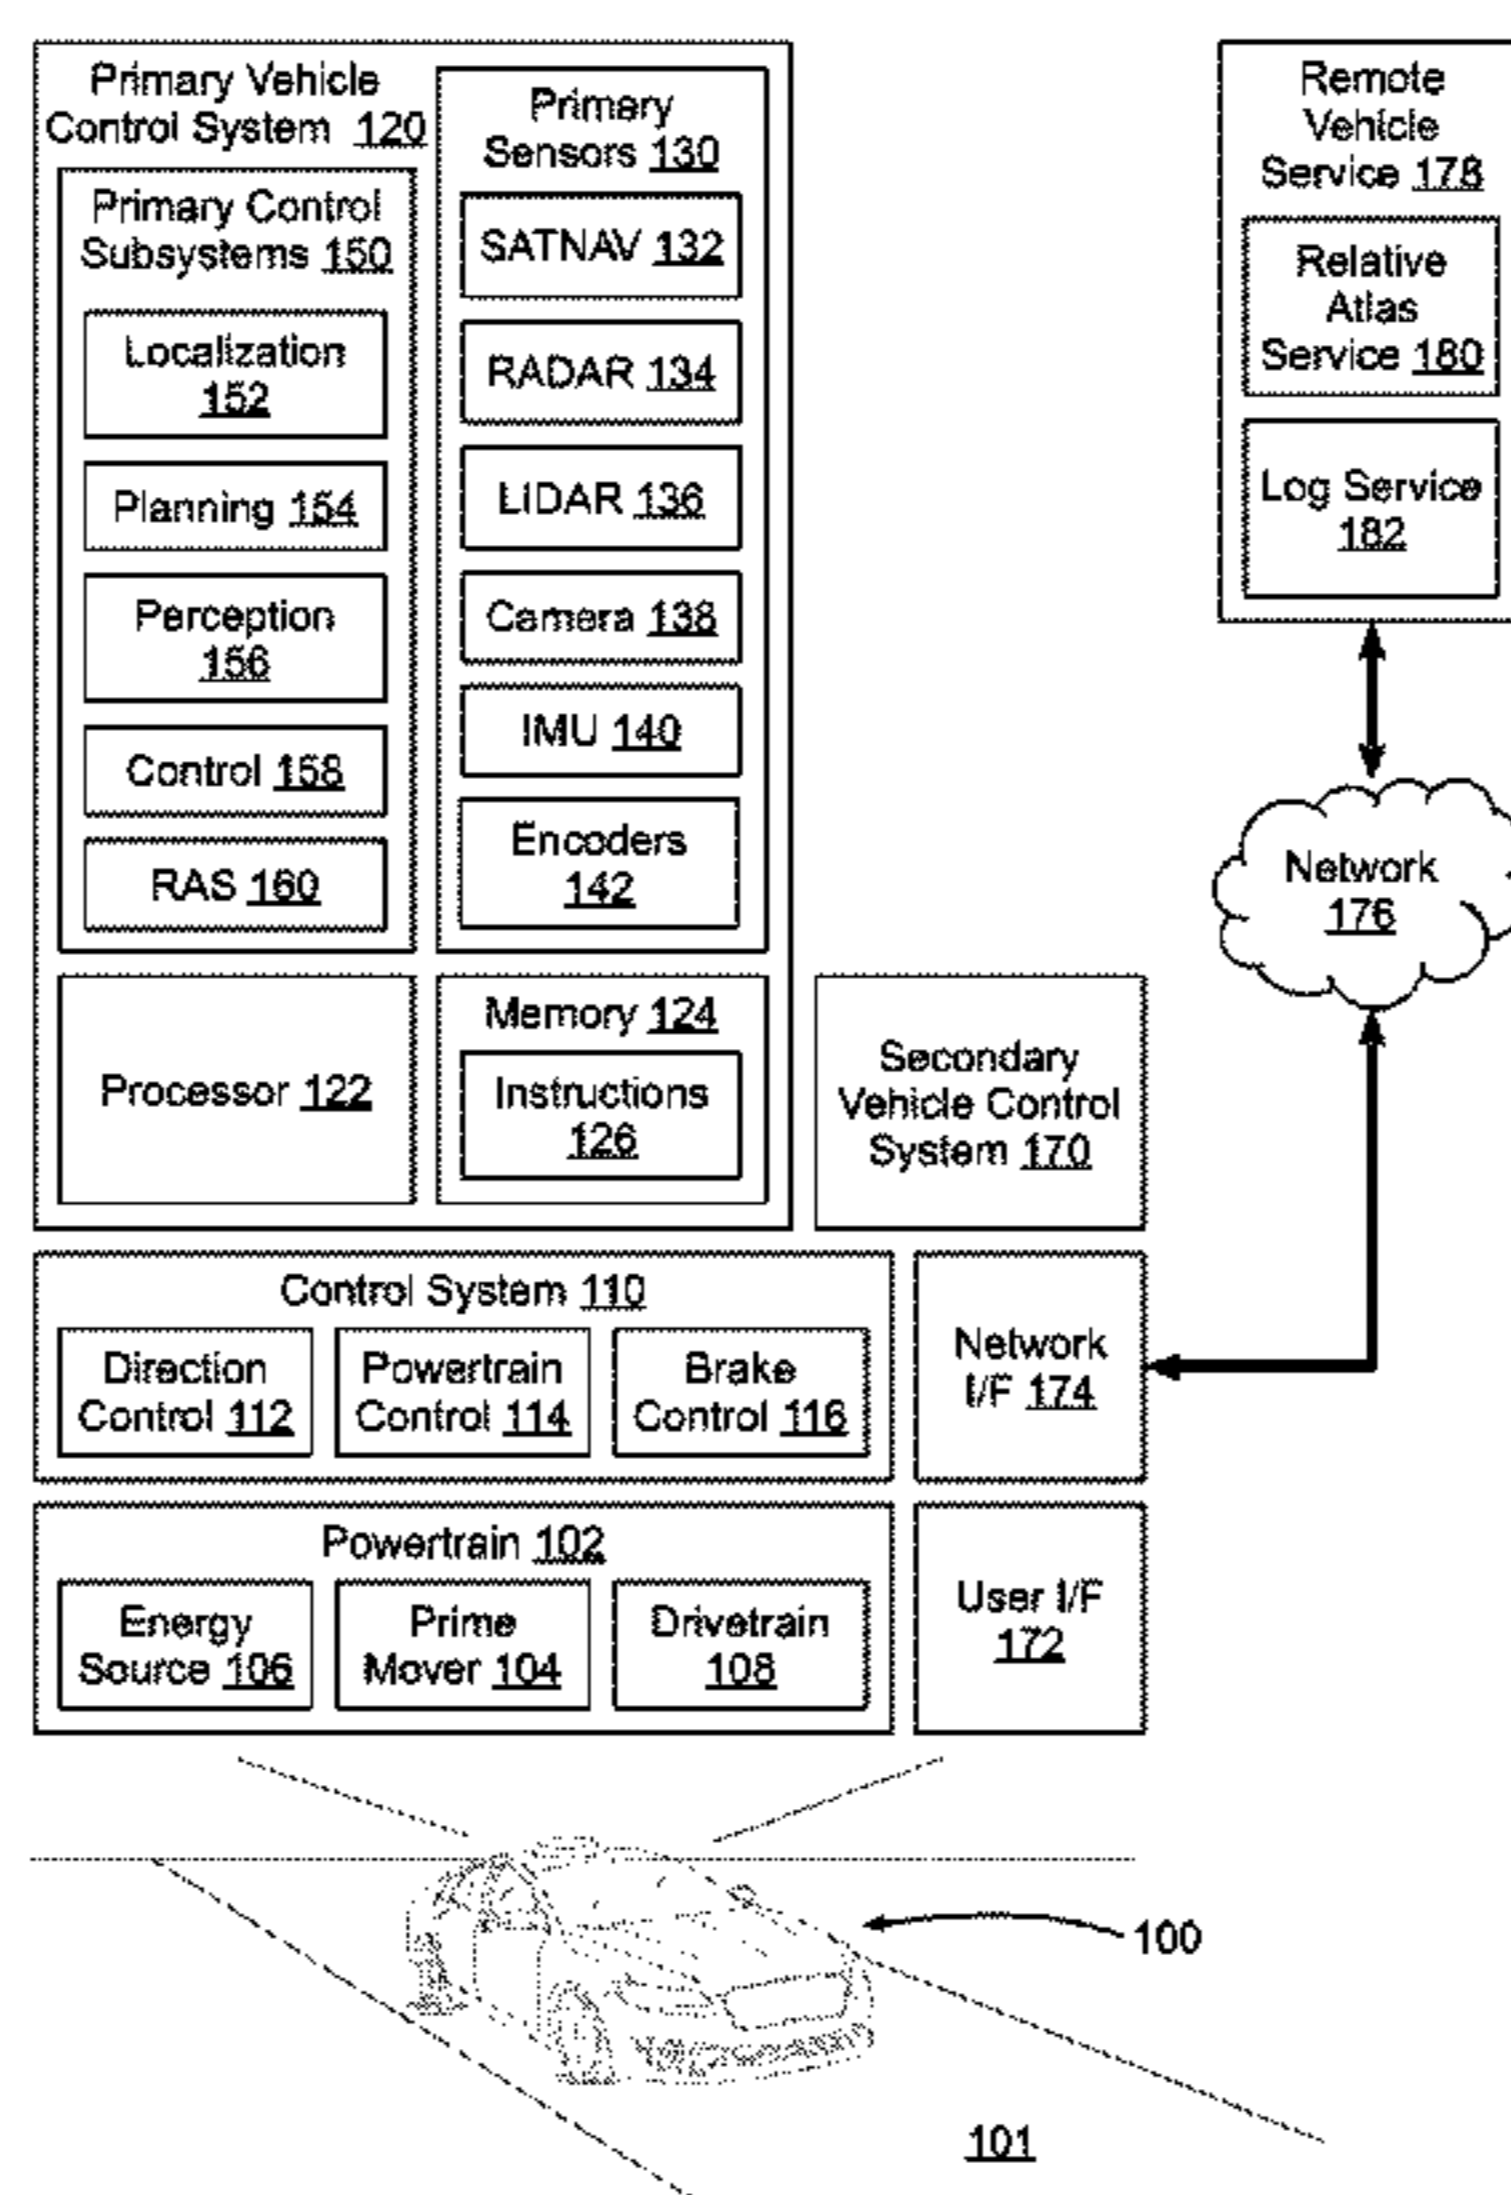 Primary Vehicle
Control System 120
Primary Control
Subsystems 150
Localization
152
Planning 154
Perception
156
Control 158
RAS 160
Primary
Sensors 130
SATNAV 132
RADAR 134
LIDAR 136
Camera 138
IMU 140
Encoders
142
Processor 122
Memory 124
Instructions
126
Secondary
Vehicle Control
System 170
Remote
Vehicle
Service 178
Relative
Atlas
Service 180
Log Service
182
Network
176
Control System 110
Direction
Control 112
Powertrain
Control 114
Brake
Control 116
Network
I/F 174
Powertrain 102
Energy
Source 106
Prime
Mover 104
Drivetrain
108
User I/F
172
100
101